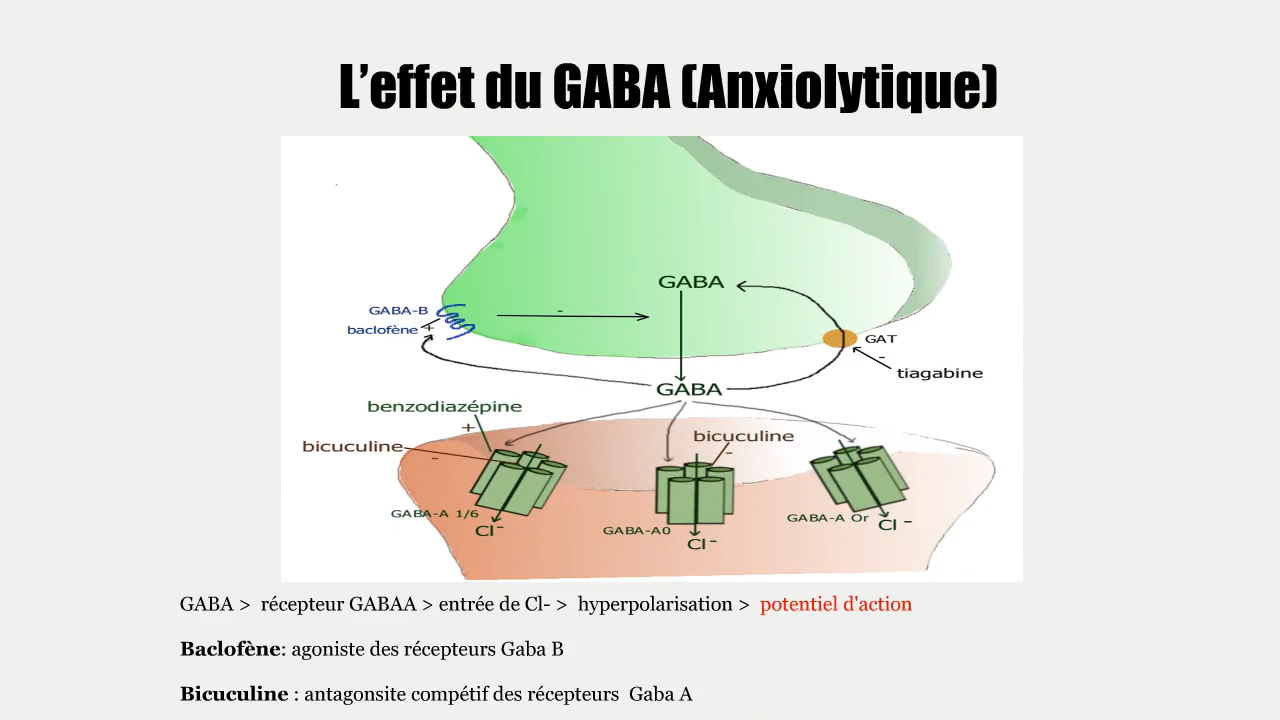 L'effet du GABA (Anxiolytique)
GABA
GABA-B
-
baclofène +
GAT
-
tiagabine
GABA
benzodiazépine
+
bicuculine
-
bicuculine
-
GABA-A 1/6
Cl⁻
GABA-A0
Cl⁻
GABA-A Or
Cl⁻
GABA > récepteur GABAA > entrée de Cl- > hyperpolarisation > potentiel d'action
Baclofène: agoniste des récepteurs Gaba B
Bicuculine : antagonsite compétif des récepteurs Gaba A